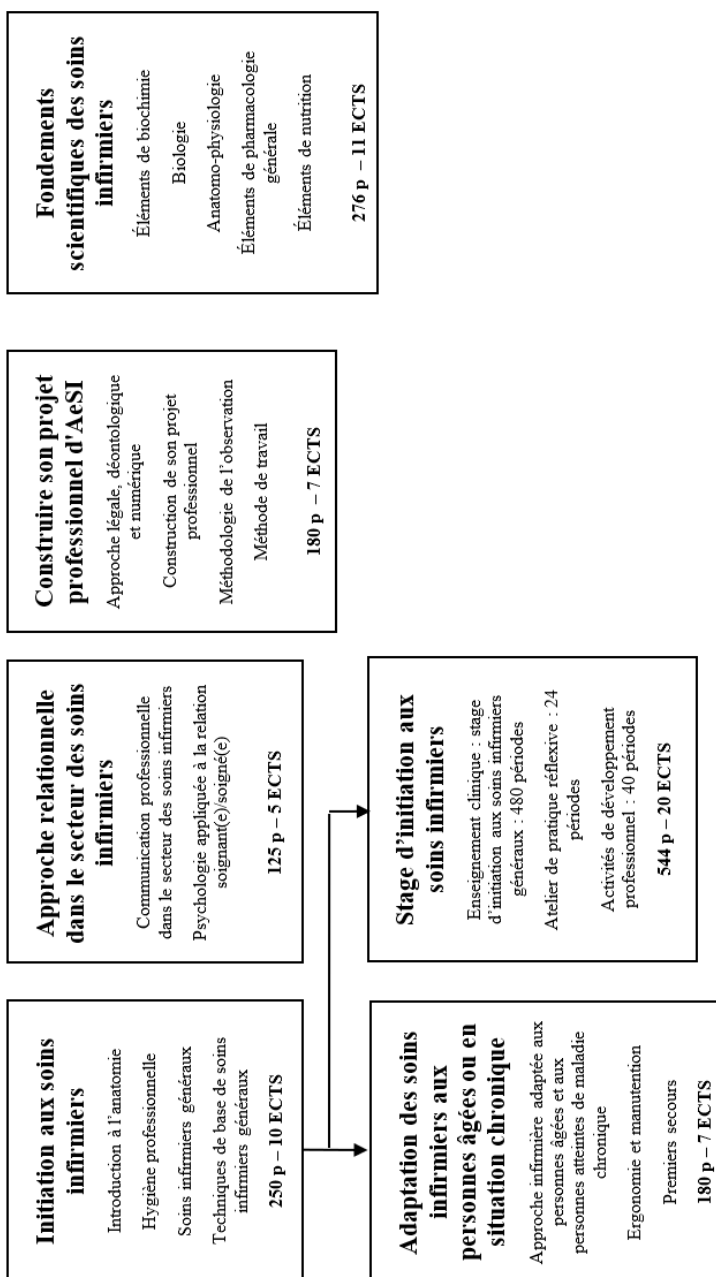 Initiation aux soins
infirmiers
Introduction à l'anatomie
Hygiène professionnelle
Soins infirmiers généraux
Techniques de base de soins
infirmiers généraux
250 p – 10 ECTS
Approche relationnelle
dans le secteur des soins
infirmiers
Communication professionnelle
dans le secteur des soins infirmiers
Psychologie appliquée à la relation
soignant(e)/soigné(e)
125 p – 5 ECTS
Construire son projet
professionnel d'AeSI
Approche légale, déontologique
et numérique
Construction de son projet
professionnel
Méthodologie de l'observation
Méthode de travail
180 p – 7 ECTS
Fondements
scientifiques des soins
infirmiers
Éléments de biochimie
Biologie
Anatomo-physiologie
Éléments de pharmacologie
générale
Éléments de nutrition
276 p – 11 ECTS
Adaptation des soins
infirmiers aux
personnes âgées ou en
situation chronique
Approche infirmière adaptée aux
personnes âgées et aux
personnes atteintes de maladie
chronique
Ergonomie et manutention
Premiers secours
180 p – 7 ECTS
Stage d'initiation aux
soins infirmiers
Enseignement clinique : stage
d'initiation aux soins infirmiers
généraux : 480 périodes
Atelier de pratique réflexive : 24
périodes
Activités de développement
professionnel : 40 périodes
544 p – 20 ECTS